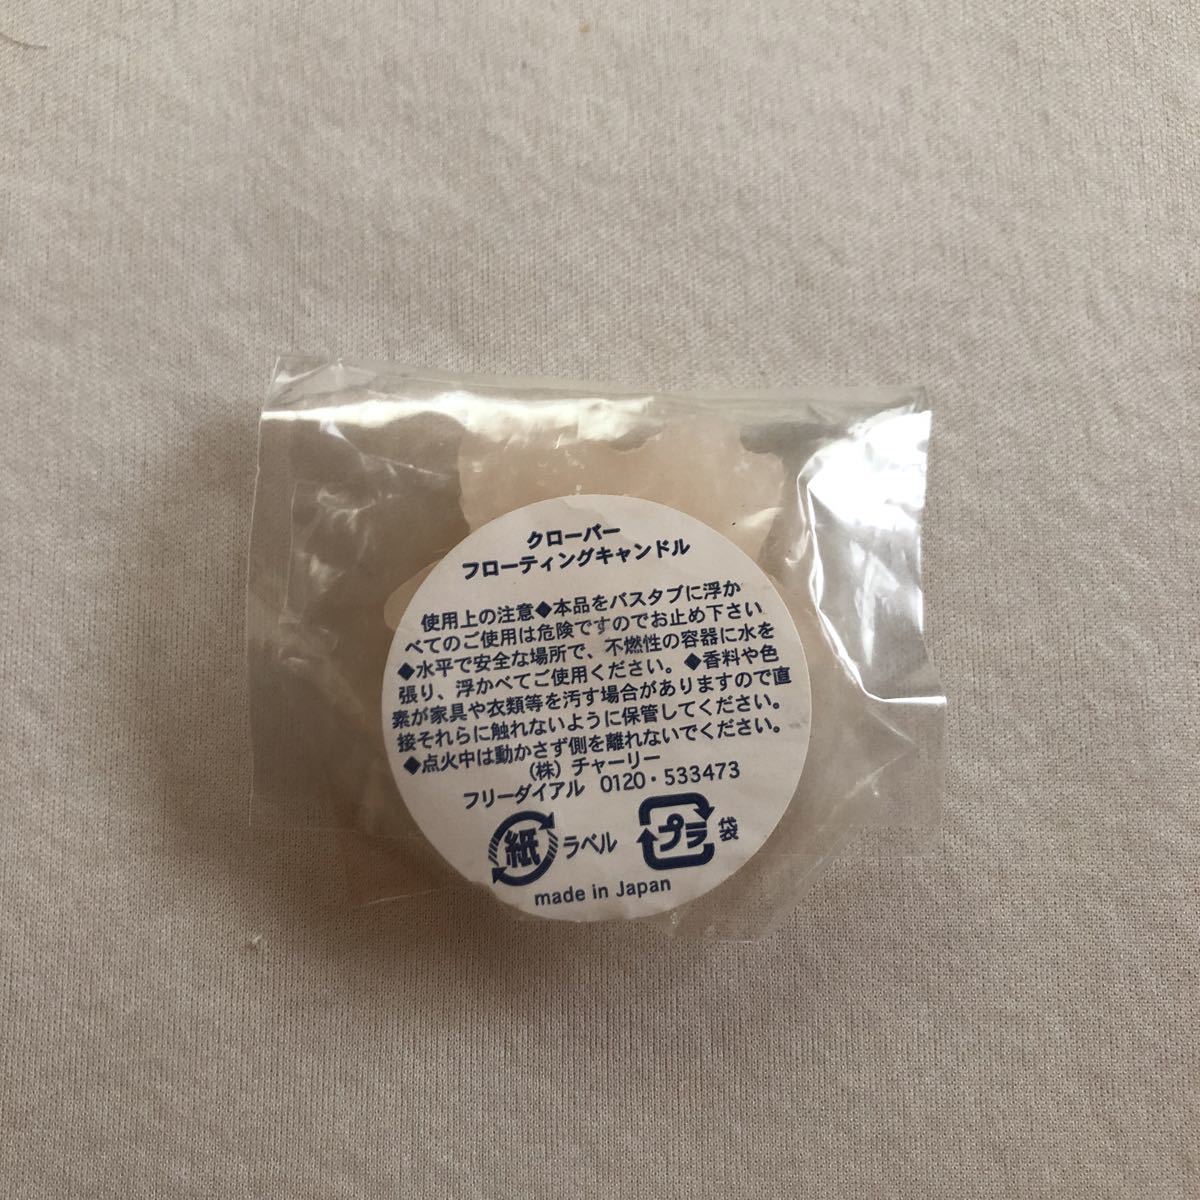 クローバー
フローティングキャンドル
使用上の注意◆本品をバスタブに浮か
べてのご使用は危険ですのでお止め下さい
◆水平で安全な場所で、不燃性の容器に水を
張り、浮かべてご使用ください。◆香料や色
素が家具や衣類等を汚す場合がありますので直
接それらに触れないように保管してください。
◆点火中は動かさず側を離れないでください。
(株) チャーリー
フリーダイアル 0120・533473
紙 ラベル プラ 袋
made in Japan